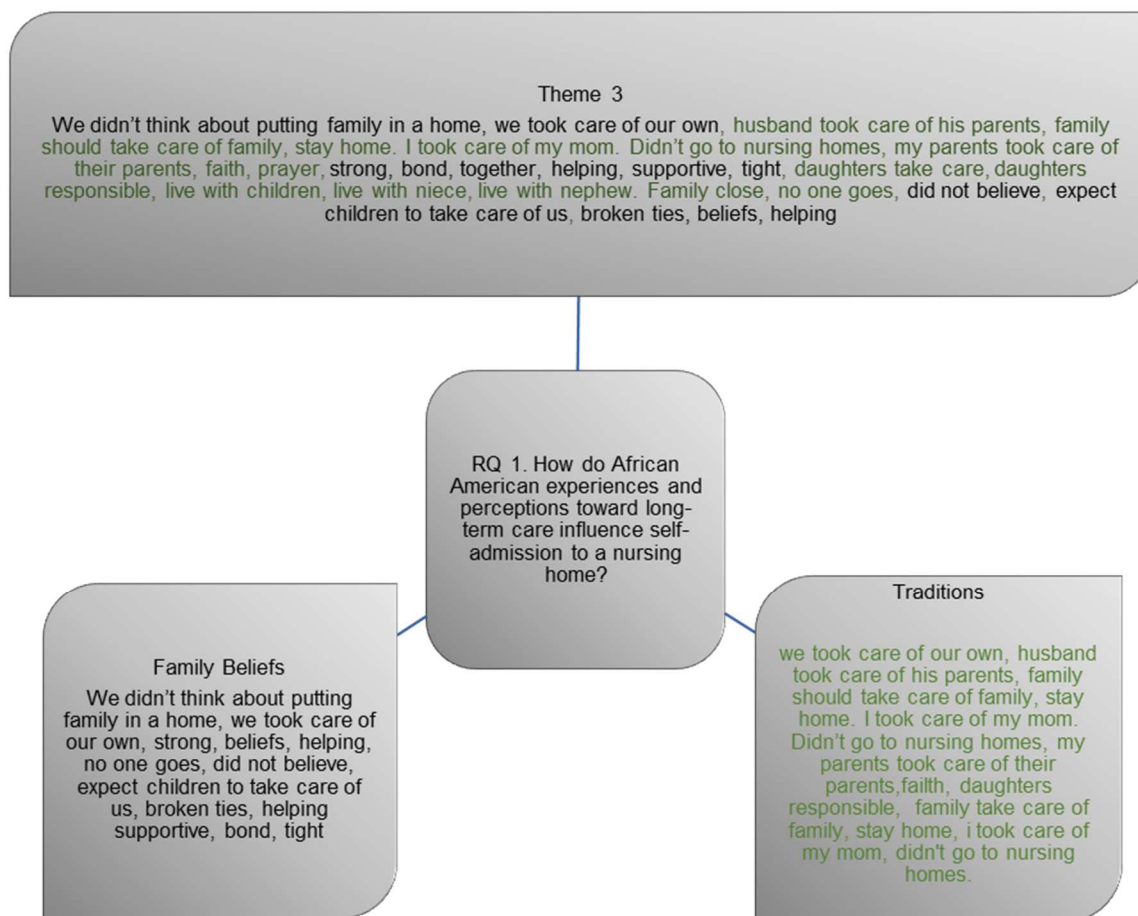 Theme 3
We didn't think about putting family in a home, we took care of our own, husband took care of his parents, family
should take care of family, stay home. I took care of my mom. Didn't go to nursing homes, my parents took care of
their parents, faith, prayer, strong, bond, together, helping, supportive, tight, daughters take care, daughters
responsible, live with children, live with niece, live with nephew. Family close, no one goes, did not believe, expect
children to take care of us, broken ties, beliefs, helping
RQ 1. How do African
American experiences and
perceptions toward long-
term care influence self-
admission to a nursing
home?
Family Beliefs
We didn't think about putting
family in a home, we took care of
our own, strong, beliefs, helping,
no one goes, did not believe,
expect children to take care of
us, broken ties, helping
supportive, bond, tight
Traditions
we took care of our own, husband
took care of his parents, family
should take care of family, stay
home. I took care of my mom.
Didn't go to nursing homes, my
parents took care of their
parents,failth, daughters
responsible,  family take care of
family, stay home, i took care of
my mom, didn't go to nursing
homes.